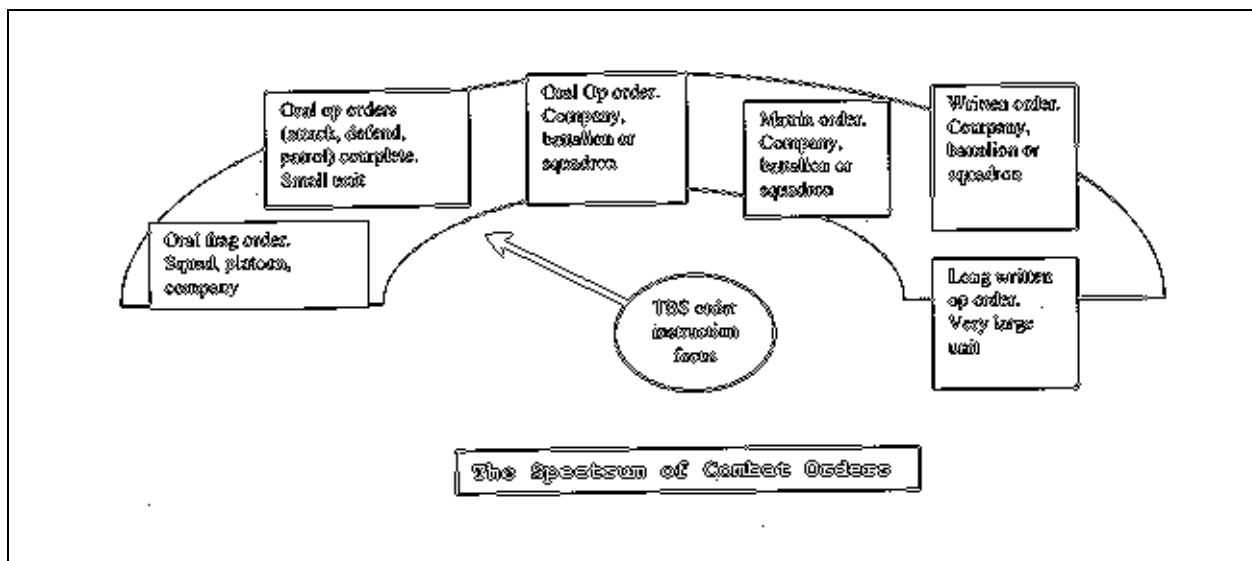 Oral frag order.
Squad, platoon,
company
Oral op orders
(attack, defend,
patrol) complete.
Small unit
Oral Op order.
Company,
battalion or
squadron
Matrix order.
Company,
battalion or
squadron
Written order.
Company,
battalion or
squadron
Long written
op order.
Very large
unit
TBS order
instruction
focus
The Spectrum of Combat Orders